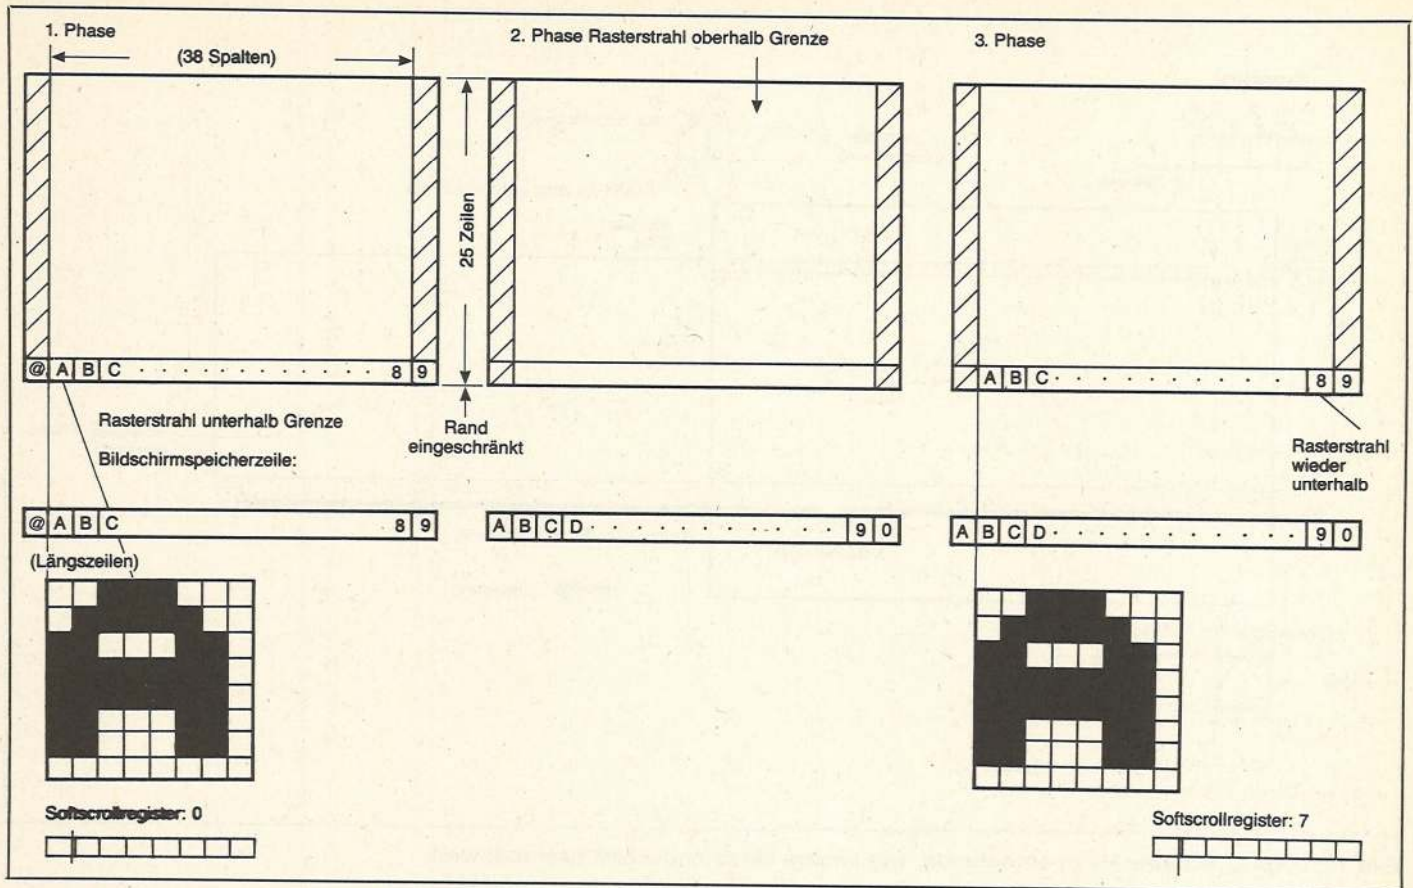 1. Phase
(38 Spalten)
2. Phase Rasterstrahl oberhalb Grenze
3. Phase
25 Zeilen
@ A B C · · · · · · · · · · · · 8 9
A B C · · · · · · · · · · 8 9
Rasterstrahl unterhalb Grenze
Rand
eingeschränkt
Rasterstrahl
wieder
unterhalb
Bildschirmspeicherzeile:
@ A B C 8 9
A B C D · · · · · · · · · · · 9 0
A B C D · · · · · · · · · · · 9 0
(Längszeilen)
Softscrollregister: 0
Softscrollregister: 7